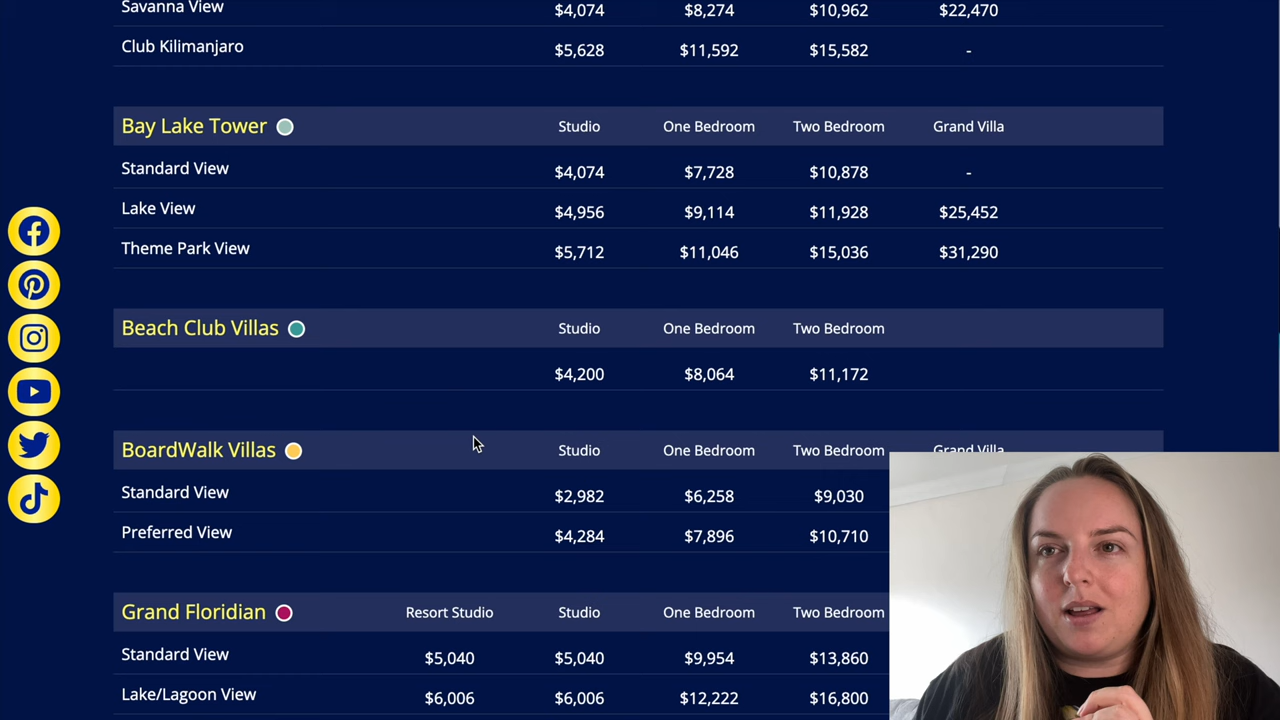 Savanna View $4,074 $8,274 $10,962 $22,470
Club Kilimanjaro $5,628 $11,592 $15,582 -
Bay Lake Tower Studio One Bedroom Two Bedroom Grand Villa
Standard View $4,074 $7,728 $10,878 -
Lake View $4,956 $9,114 $11,928 $25,452
Theme Park View $5,712 $11,046 $15,036 $31,290
Beach Club Villas Studio One Bedroom Two Bedroom
$4,200 $8,064 $11,172
BoardWalk Villas Studio One Bedroom Two Bedroom Grand Villa
Standard View $2,982 $6,258 $9,030
Preferred View $4,284 $7,896 $10,710
Grand Floridian Resort Studio Studio One Bedroom Two Bedroom
Standard View $5,040 $5,040 $9,954 $13,860
Lake/Lagoon View $6,006 $6,006 $12,222 $16,800